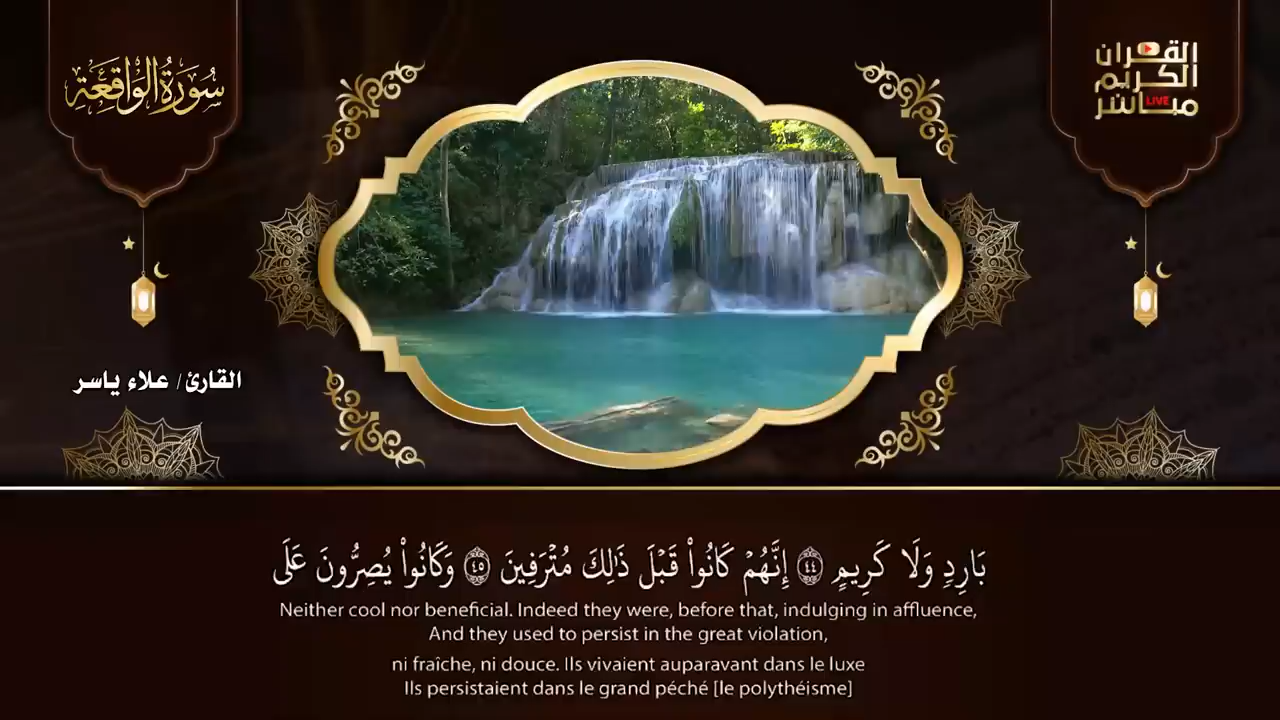 سُورَةُ الْوَاقِعَةِ
القرآن
الكريم
مباشر
LIVE
القارئ/ علاء ياسر
بَارِدٍ وَلَا كَرِيمٍ ٤٤ إِنَّهُمْ كَانُوا۟ قَبْلَ ذَٰلِكَ مُتْرَفِينَ ٤٥ وَكَانُوا۟ يُصِرُّونَ عَلَى
Neither cool nor beneficial. Indeed they were, before that, indulging in affluence,
And they used to persist in the great violation,
ni fraîche, ni douce. Ils vivaient auparavant dans le luxe
Ils persistaient dans le grand péché [le polythéisme]